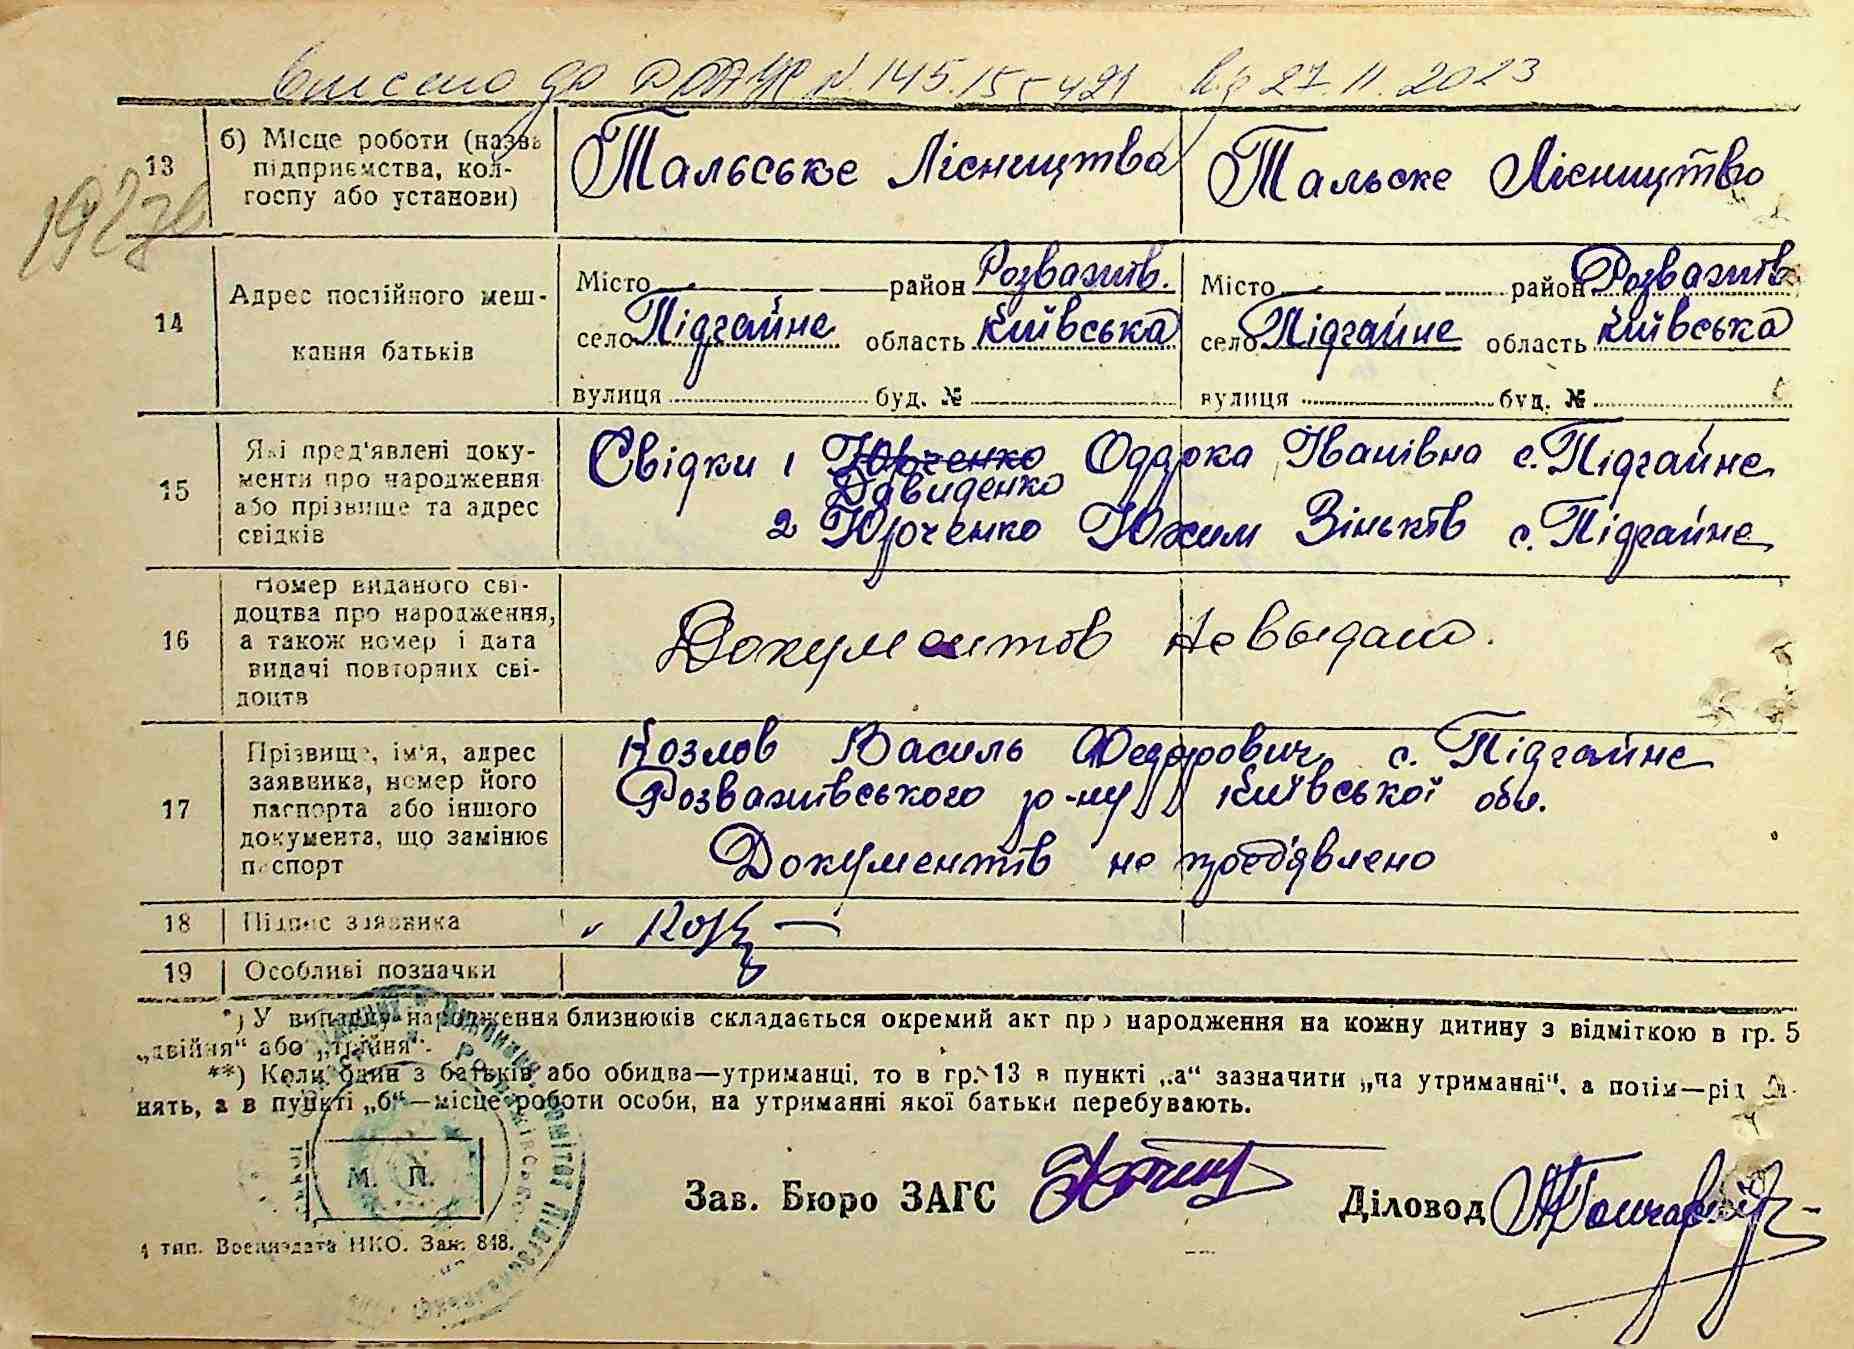 внесено до ДРАЦС № 145.15 від 27.11.2023
13 б) Місце роботи (назва підприємства, колгоспу або установи) Тальське Лісництво Тальске Лісництво
14 Адрес постійного мешкання батьків
Місто район Розважів. Місто район Розважів
село Підгайне область Київська село Підгайне область Київська
вулиця буд. № вулиця буд. №
15 Які пред'явлені документи про народження або прізвище та адрес свідків
Свідки 1 Юрченко Одарка Іванівна с. Підгайне
Давиденко
2 Юрченко Юхим Зіньків с. Підгайне
16 Номер виданого свідоцтва про народження, а також номер і дата видачі повторних свідоцтв
Документов не выдано.
17 Прізвище, ім'я, адрес заявника, номер його паспорта або іншого документа, що замінює паспорт
Козлов Василь Федорович с. Підгайне
Розважівського р-ну Київської обл.
Документів не пред'явлено
18 Підпис заявника
19 Особливі позначки
*) У випадку народження близнюків складається окремий акт про народження на кожну дитину з відміткою в гр. 5
„двійня“ або „трійня“.
**) Коли один з батьків або обидва—утриманці, то в гр. 13 в пункті „а“ зазначити „на утриманні“, а потім—рід
нять, а в пункті „б“—місце роботи особи, на утриманні якої батьки перебувають.
М. П.
Зав. Бюро ЗАГС Діловод
1 тип. Воениздата НКО. Зак. 848.